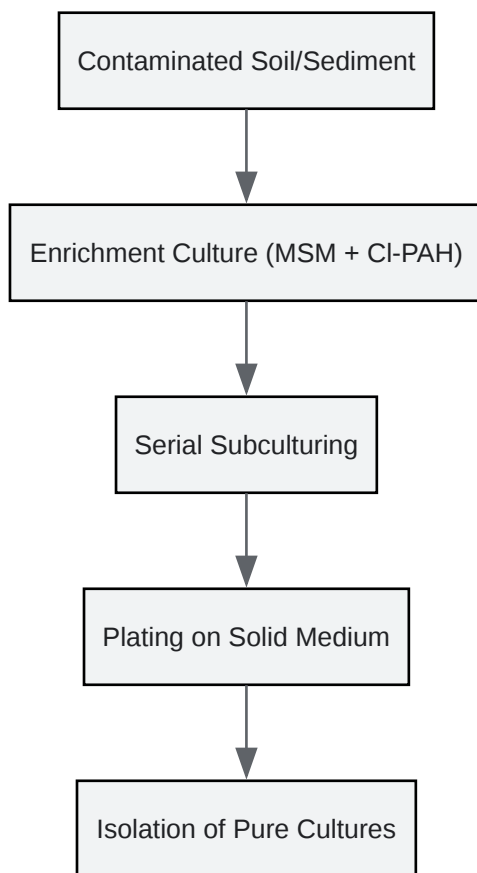 Contaminated Soil/Sediment
Enrichment Culture (MSM + Cl-PAH)
Serial Subculturing
Plating on Solid Medium
Isolation of Pure Cultures